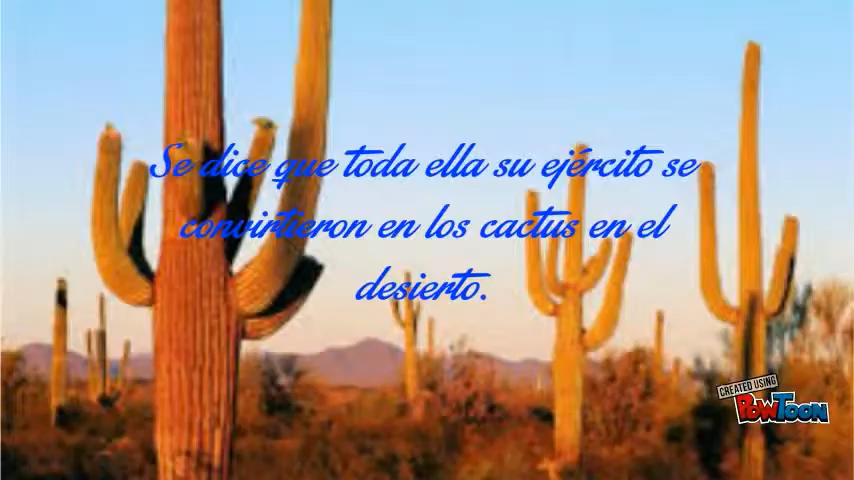 Se dice que toda ella su ejército se
convirtieron en los cactus en el
desierto.
CREATED USING
POWTOON